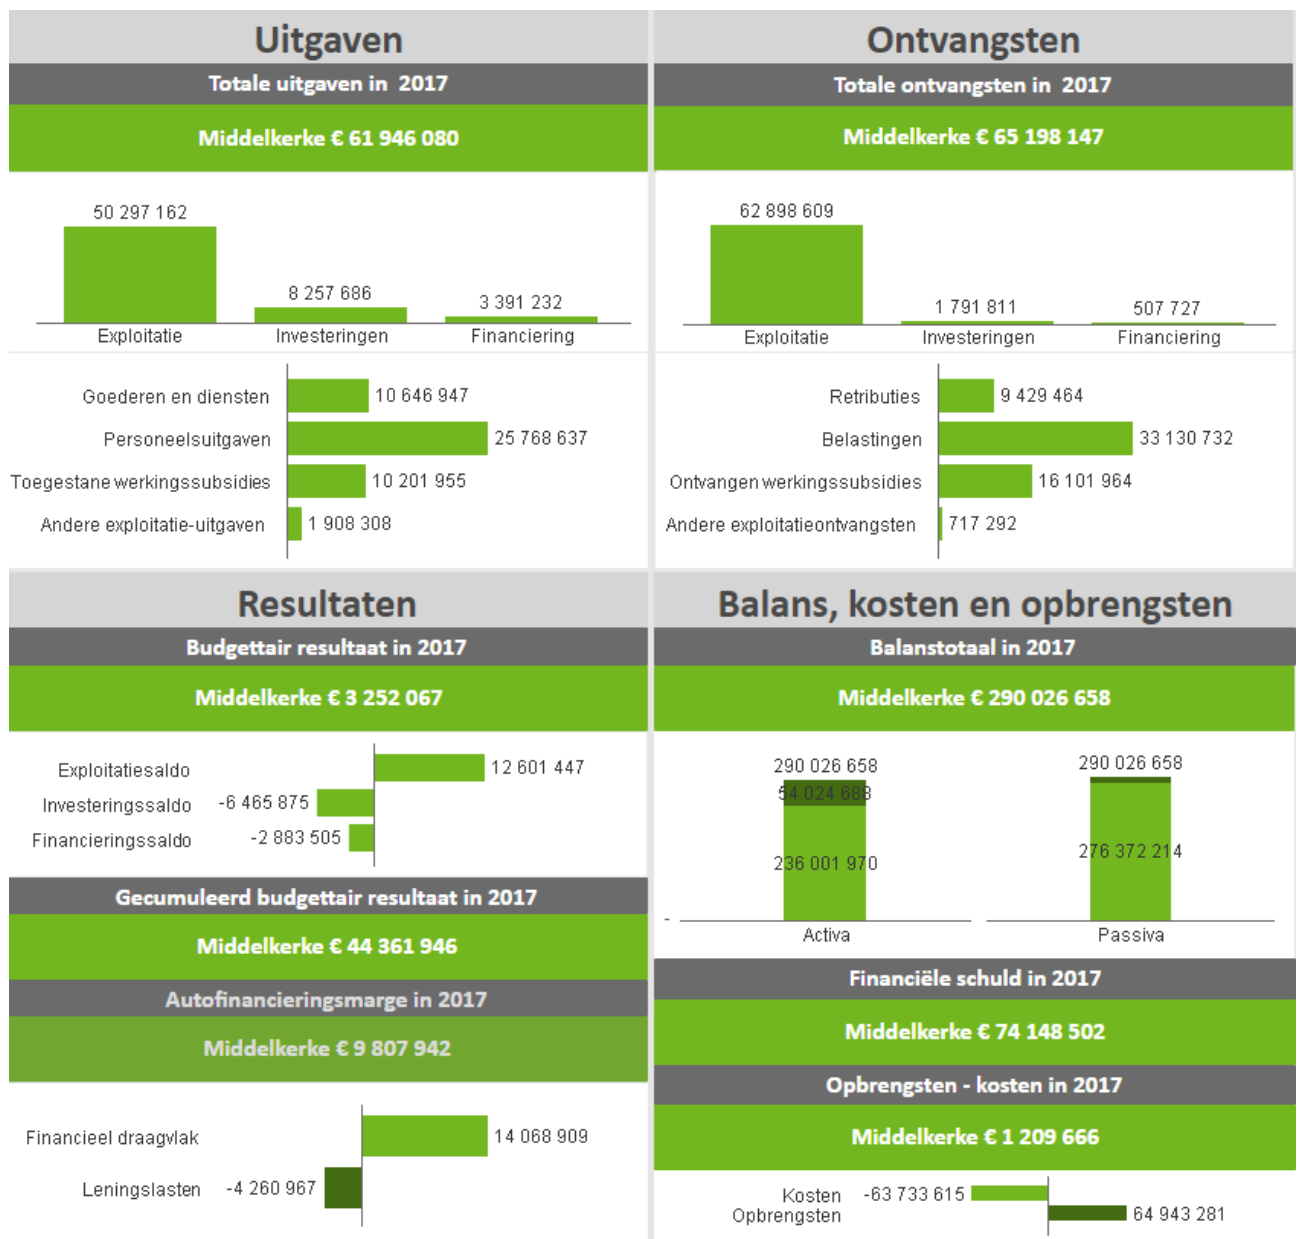 Uitgaven
Totale uitgaven in 2017
Middelkerke € 61 946 080
50 297 162
8 257 686
3 391 232
Exploitatie
Investeringen
Financiering
Goederen en diensten
10 646 947
Personeelsuitgaven
25 768 637
Toegestane werkingssubsidies
10 201 955
Andere exploitatie-uitgaven
1 908 308
Ontvangsten
Totale ontvangsten in 2017
Middelkerke € 65 198 147
62 898 609
1 791 811
507 727
Exploitatie
Investeringen
Financiering
Retributies
9 429 464
Belastingen
33 130 732
Ontvangen werkingssubsidies
16 101 964
Andere exploitatieontvangsten
717 292
Resultaten
Budgettair resultaat in 2017
Middelkerke € 3 252 067
Exploitatiesaldo
12 601 447
Investeringssaldo
-6 465 875
Financieringssaldo
-2 883 505
Gecumuleerd budgettair resultaat in 2017
Middelkerke € 44 361 946
Autofinancieringsmarge in 2017
Middelkerke € 9 807 942
Financieel draagvlak
14 068 909
Leningslasten
-4 260 967
Balans, kosten en opbrengsten
Balanstotaal in 2017
Middelkerke € 290 026 658
290 026 658
54 024 688
236 001 970
290 026 658
276 372 214
-
Activa
Passiva
Financiële schuld in 2017
Middelkerke € 74 148 502
Opbrengsten - kosten in 2017
Middelkerke € 1 209 666
Kosten
-63 733 615
Opbrengsten
64 943 281